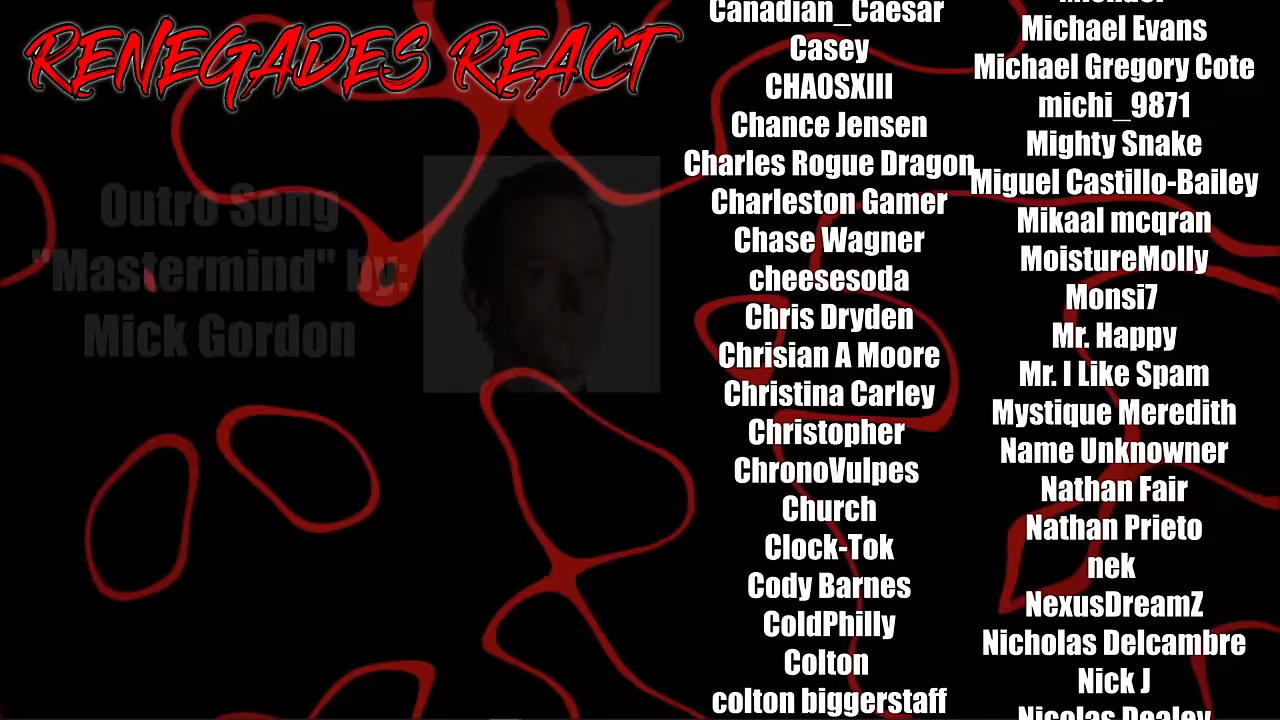 RENEGADES REACT
Outro Song
"Mastermind" by:
Mick Gordon
Canadian_Caesar
Casey
CHAOSXIII
Chance Jensen
Charles Rogue Dragon
Charleston Gamer
Chase Wagner
cheesesoda
Chris Dryden
Chrisian A Moore
Christina Carley
Christopher
ChronoVulpes
Church
Clock-Tok
Cody Barnes
ColdPhilly
Colton
colton biggerstaff
Michael
Michael Evans
Michael Gregory Cote
michi_9871
Mighty Snake
Miguel Castillo-Bailey
Mikaal mcqran
MoistureMolly
Monsi7
Mr. Happy
Mr. I Like Spam
Mystique Meredith
Name Unknowner
Nathan Fair
Nathan Prieto
nek
NexusDreamZ
Nicholas Delcambre
Nick J
Nicolas Dealey